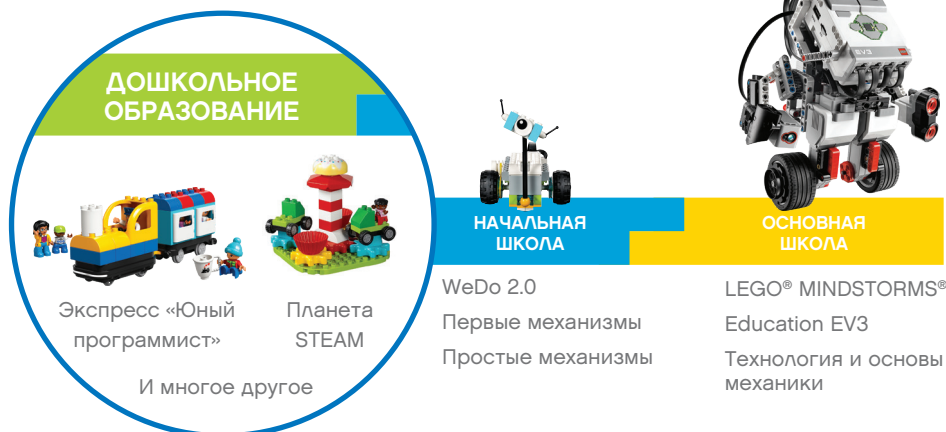 ДОШКОЛЬНОЕ
ОБРАЗОВАНИЕ
Экспресс «Юный
программист»
Планета
STEAM
И многое другое
НАЧАЛЬНАЯ
ШКОЛА
WeDo 2.0
Первые механизмы
Простые механизмы
EV3
ОСНОВНАЯ
ШКОЛА
LEGO® MINDSTORMS®
Education EV3
Технология и основы
механики